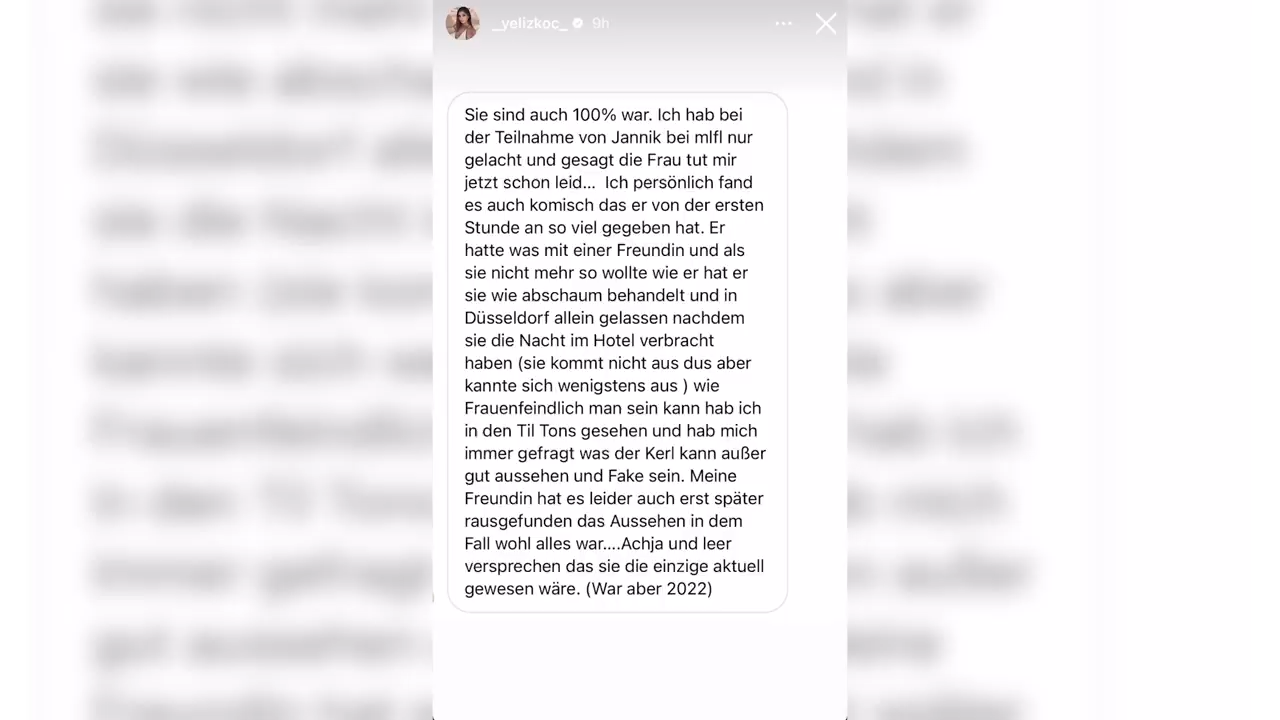 _yelizkoc_ 9h
Sie sind auch 100% war. Ich hab bei
der Teilnahme von Jannik bei mlfl nur
gelacht und gesagt die Frau tut mir
jetzt schon leid... Ich persönlich fand
es auch komisch das er von der ersten
Stunde an so viel gegeben hat. Er
hatte was mit einer Freundin und als
sie nicht mehr so wollte wie er hat er
sie wie abschaum behandelt und in
Düsseldorf allein gelassen nachdem
sie die Nacht im Hotel verbracht
haben (sie kommt nicht aus dus aber
kannte sich wenigstens aus ) wie
Frauenfeindlich man sein kann hab ich
in den Til Tons gesehen und hab mich
immer gefragt was der Kerl kann außer
gut aussehen und Fake sein. Meine
Freundin hat es leider auch erst später
rausgefunden das Aussehen in dem
Fall wohl alles war....Achja und leer
versprechen das sie die einzige aktuell
gewesen wäre. (War aber 2022)